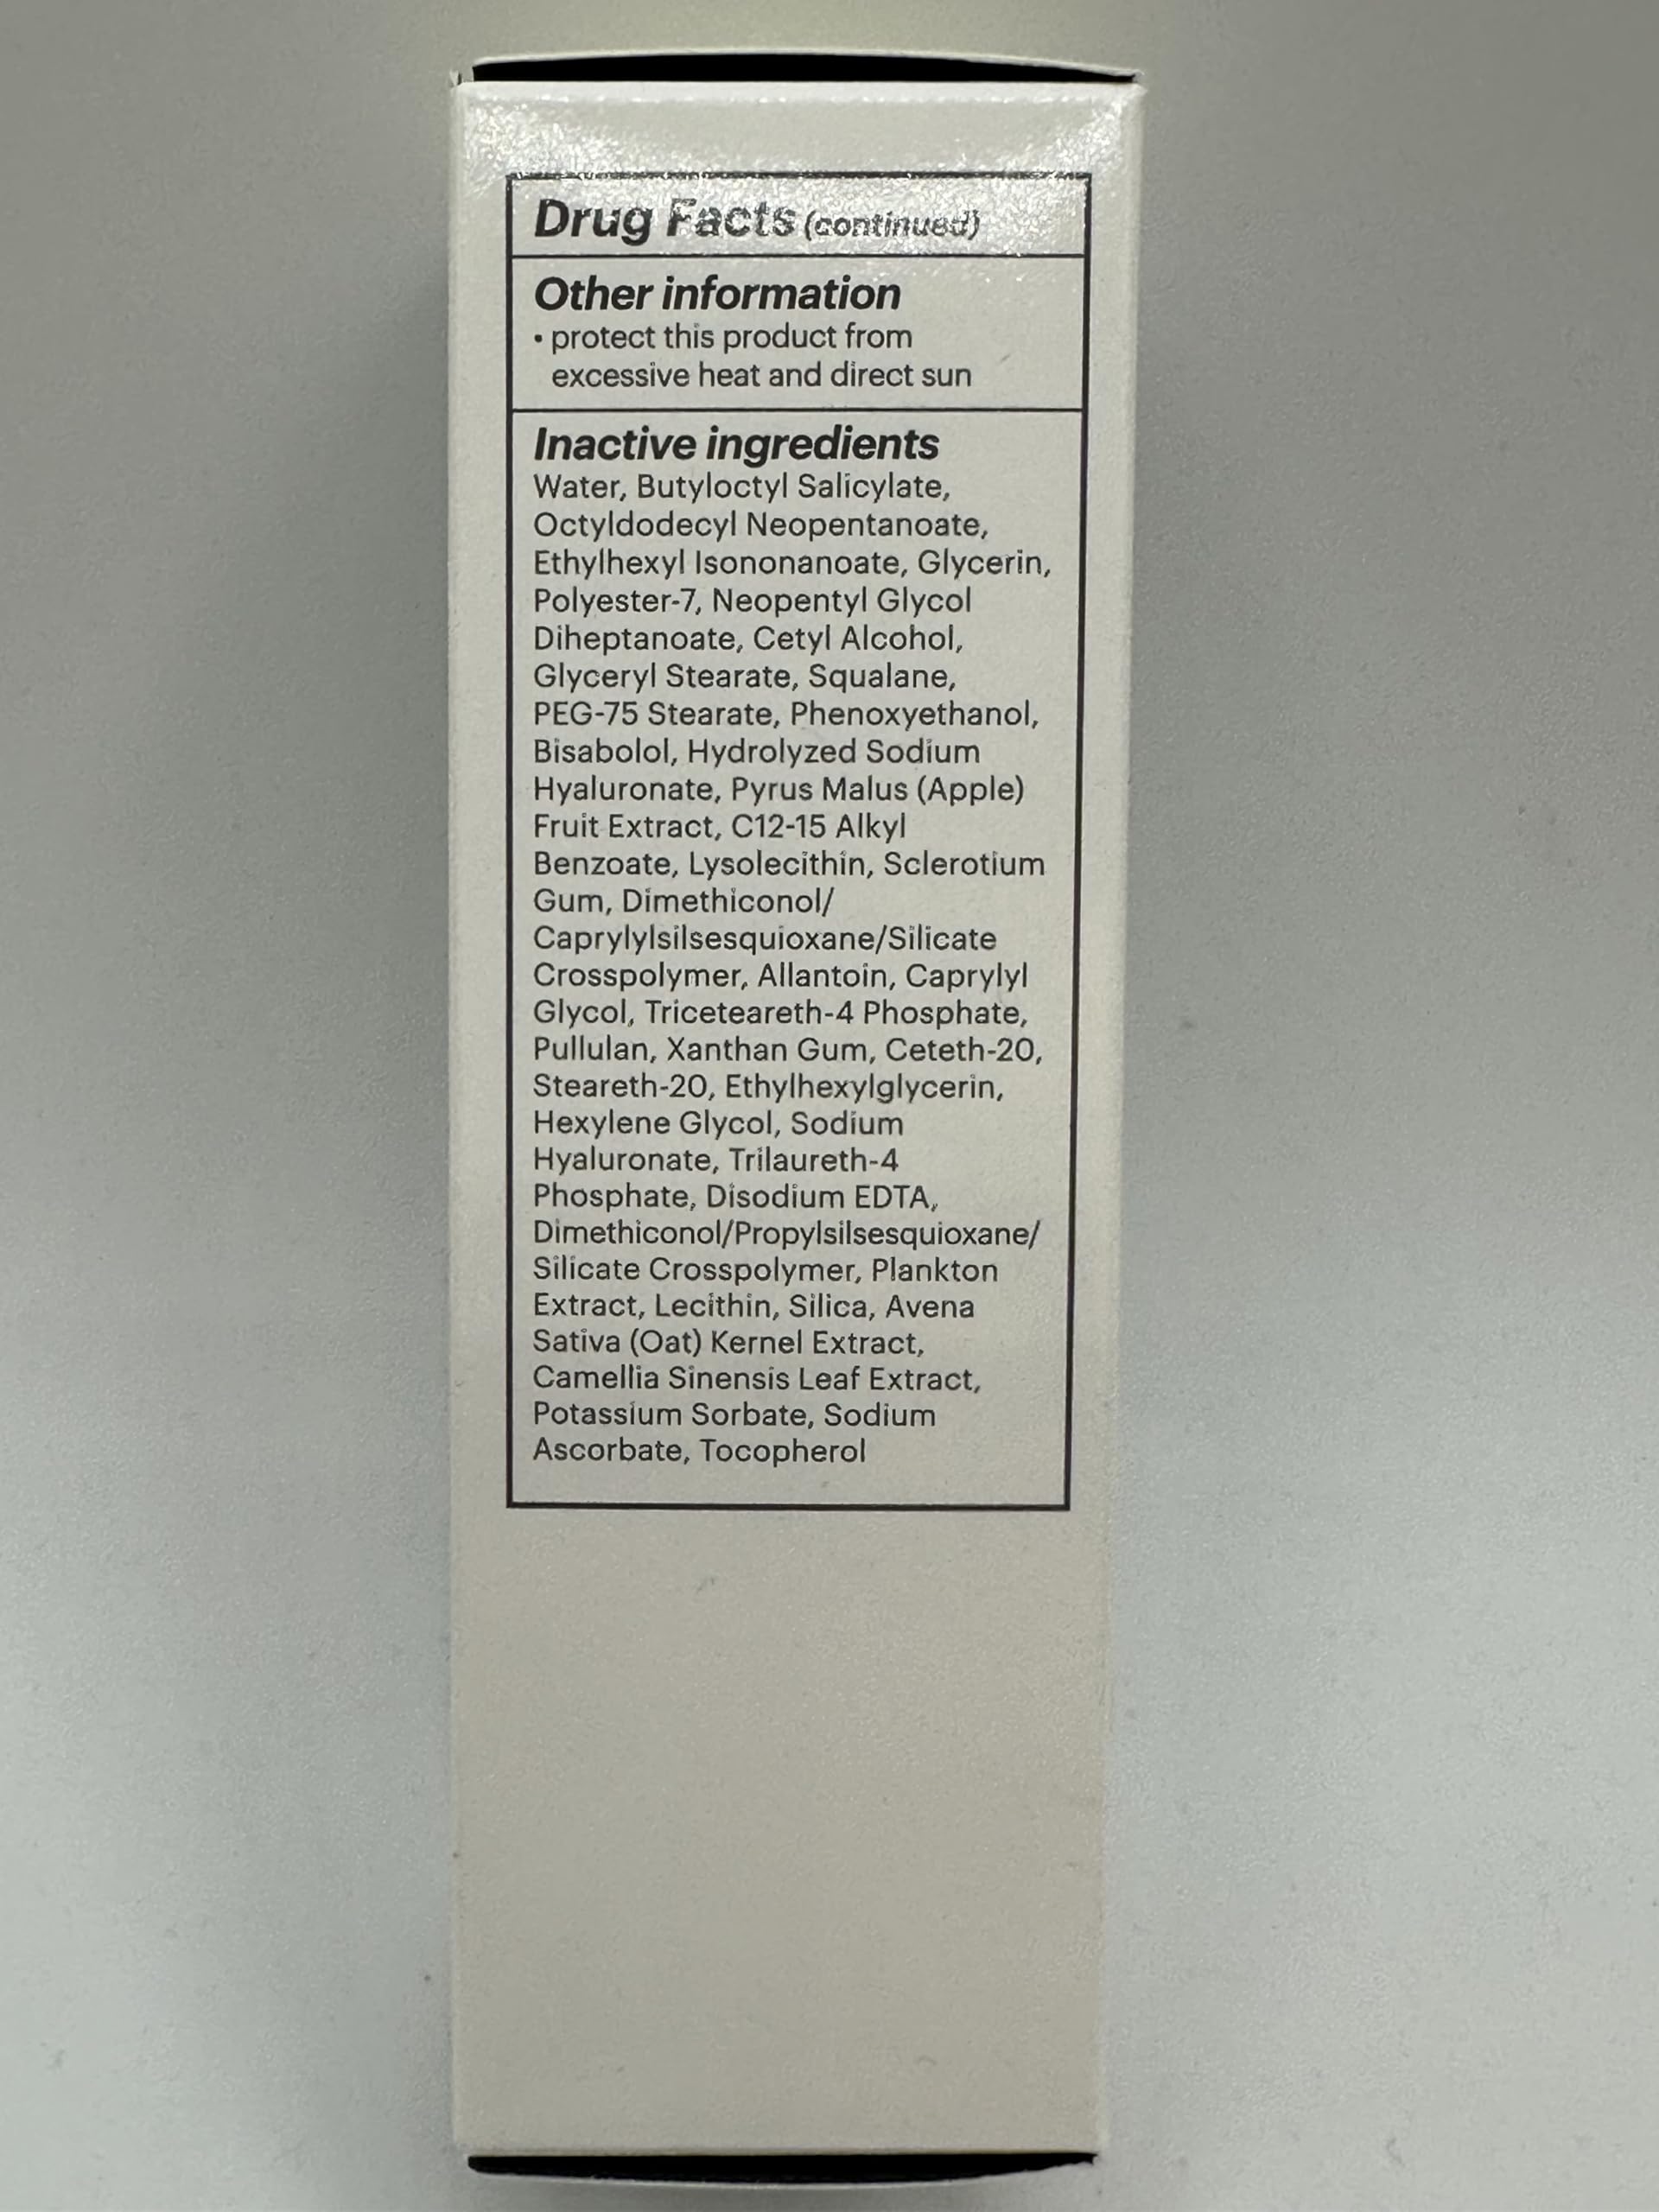 Drug Facts (continued)
Other information
• protect this product from
excessive heat and direct sun
Inactive ingredients
Water, Butyloctyl Salicylate,
Octyldodecyl Neopentanoate,
Ethylhexyl Isononanoate, Glycerin,
Polyester-7, Neopentyl Glycol
Diheptanoate, Cetyl Alcohol,
Glyceryl Stearate, Squalane,
PEG-75 Stearate, Phenoxyethanol,
Bisabolol, Hydrolyzed Sodium
Hyaluronate, Pyrus Malus (Apple)
Fruit Extract, C12-15 Alkyl
Benzoate, Lysolecithin, Sclerotium
Gum, Dimethiconol/
Caprylylsilsesquioxane/Silicate
Crosspolymer, Allantoin, Caprylyl
Glycol, Triceteareth-4 Phosphate,
Pullulan, Xanthan Gum, Ceteth-20,
Steareth-20, Ethylhexylglycerin,
Hexylene Glycol, Sodium
Hyaluronate, Trilaureth-4
Phosphate, Disodium EDTA,
Dimethiconol/Propylsilsesquioxane/
Silicate Crosspolymer, Plankton
Extract, Lecithin, Silica, Avena
Sativa (Oat) Kernel Extract,
Camellia Sinensis Leaf Extract,
Potassium Sorbate, Sodium
Ascorbate, Tocopherol